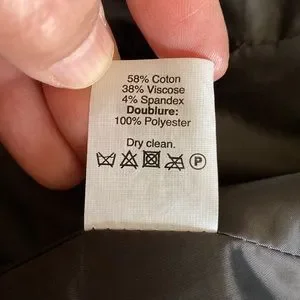 58% Coton
38% Viscose
4% Spandex
Doublure:
100% Polyester
Dry clean.
P